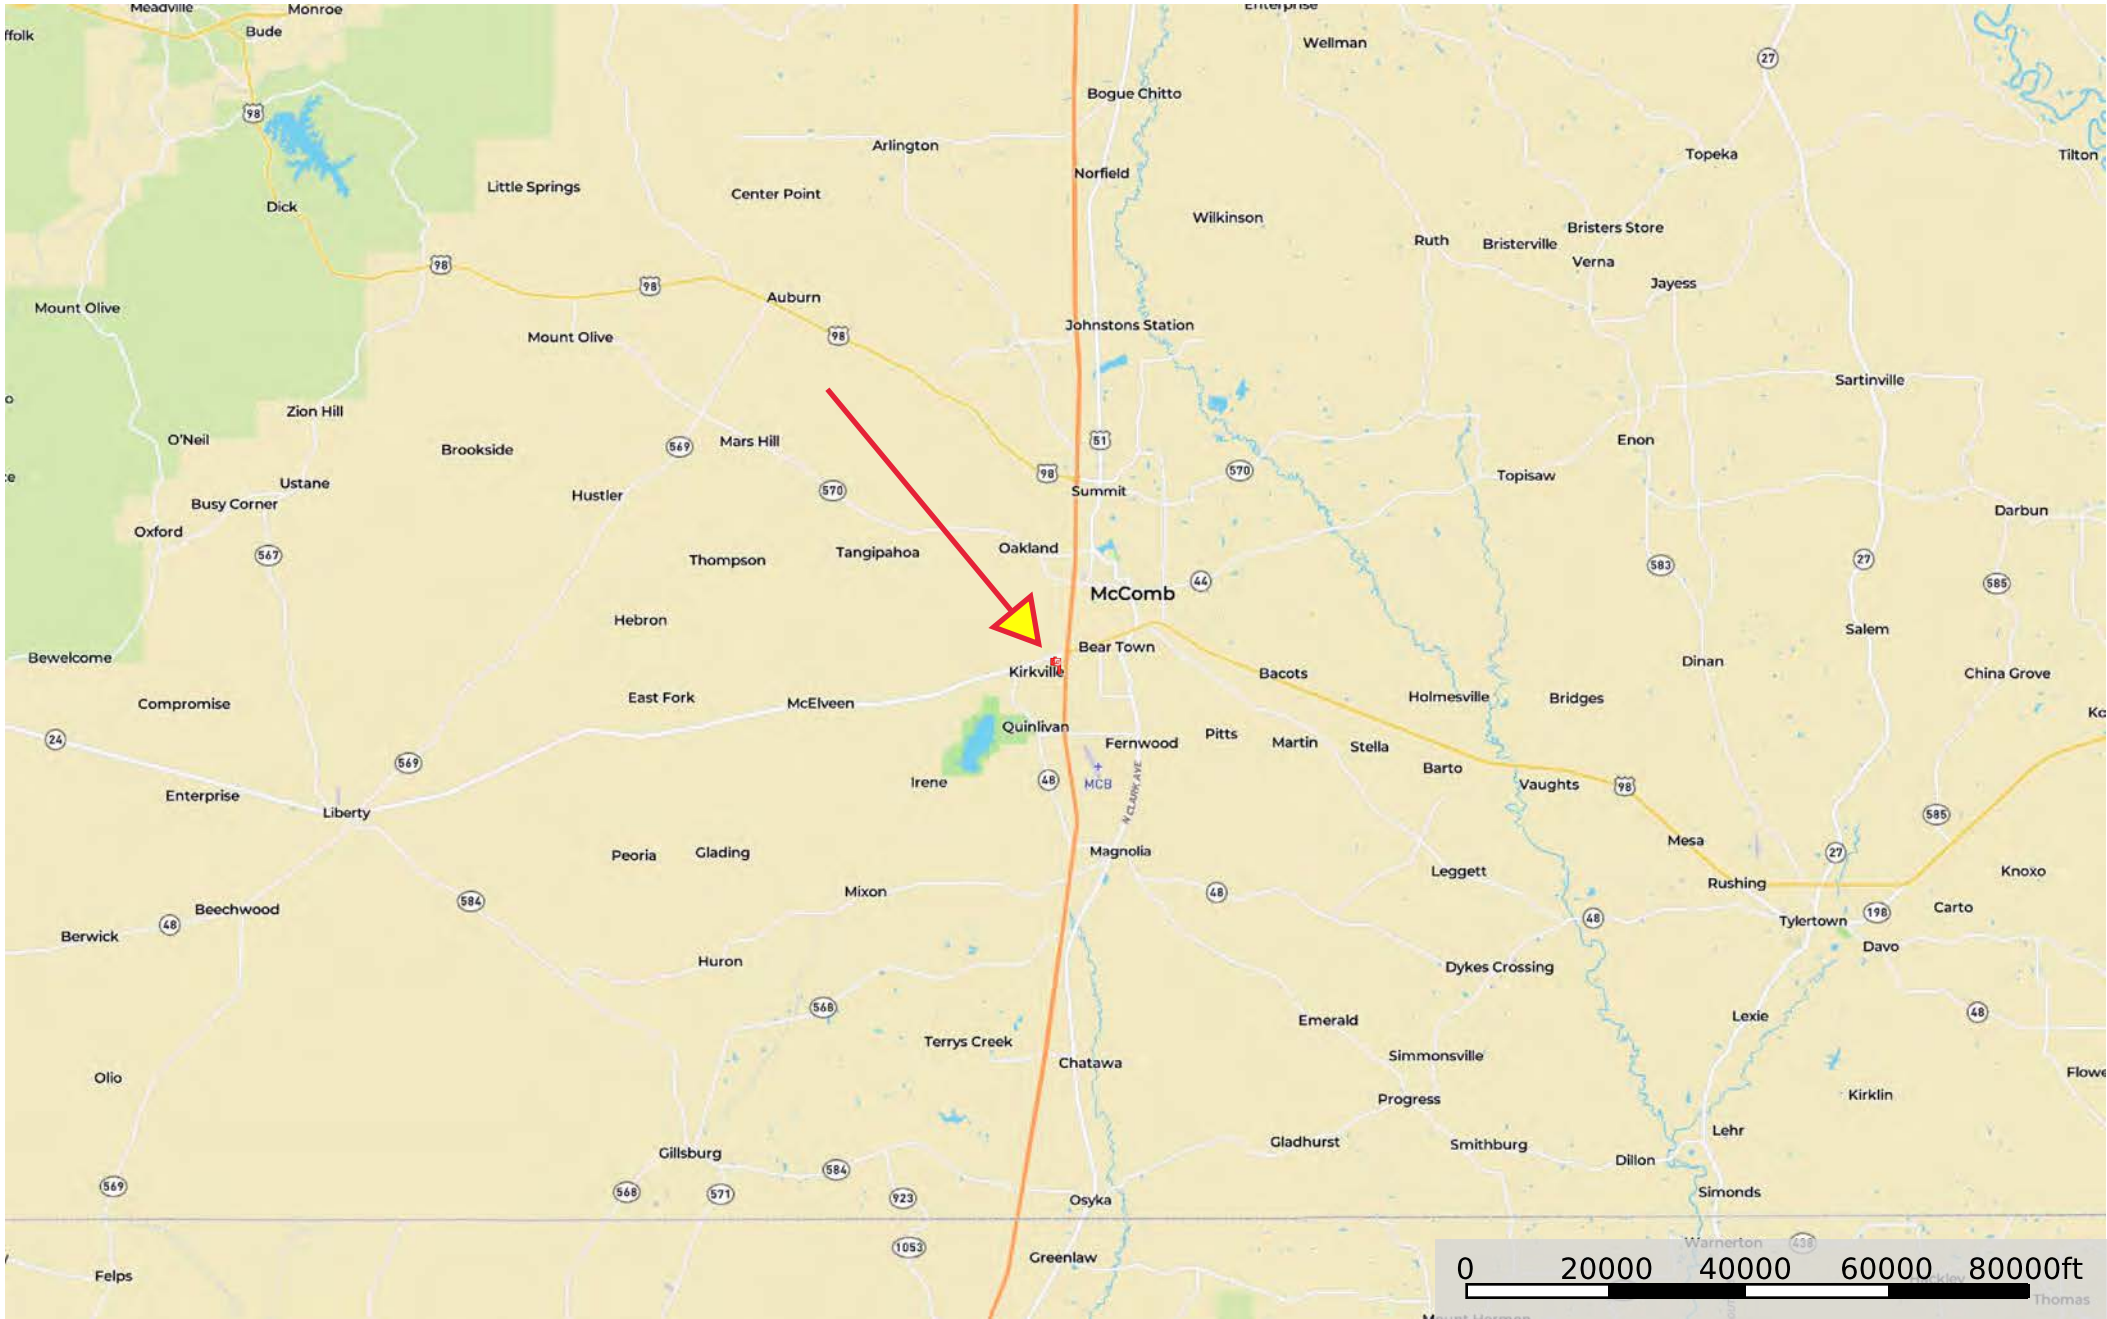 Meadville
Monroe
Enterprise
ffolk
Bude
Wellman
27
Bogue Chitto
98
Arlington
Topeka
Tilton
Norfield
Little Springs
Center Point
Dick
Wilkinson
Bristers Store
Ruth
Bristerville
Verna
98
98
Jayess
Auburn
Mount Olive
Johnstons Station
Mount Olive
98
Sartinville
o
Zion Hill
O'Neil
Brookside
569
Mars Hill
51
Enon
98
570
Topisaw
e
Ustane
Busy Corner
Hustler
570
Summit
Darbun
Oxford
567
Thompson
Tangipahoa
Oakland
583
27
585
44
McComb
Hebron
Salem
Bewelcome
Bear Town
Dinan
Kirkville
Bacots
China Grove
Compromise
East Fork
McElveen
Holmesville
Bridges
Ko
24
Quinlivan
Pitts
Fernwood
Martin
Stella
569
Irene
48
MCB
Barto
Vaughts
98
N CLARK AVE
Enterprise
Liberty
585
Mesa
Peoria
Glading
Magnolia
27
Leggett
Knoxo
Mixon
48
Rushing
584
Beechwood
48
48
198
Carto
Tylertown
Berwick
Davo
Huron
Dykes Crossing
568
Emerald
Lexie
48
Terrys Creek
Chatawa
Simmonsville
Olio
Flowe
Progress
Kirklin
Gladhurst
Smithburg
Lehr
Gillsburg
Dillon
584
569
568
571
923
Osyka
Simonds
1053
Greenlaw
Warnerton
438
Felps
0 20000 40000 60000 80000ft
Thomas